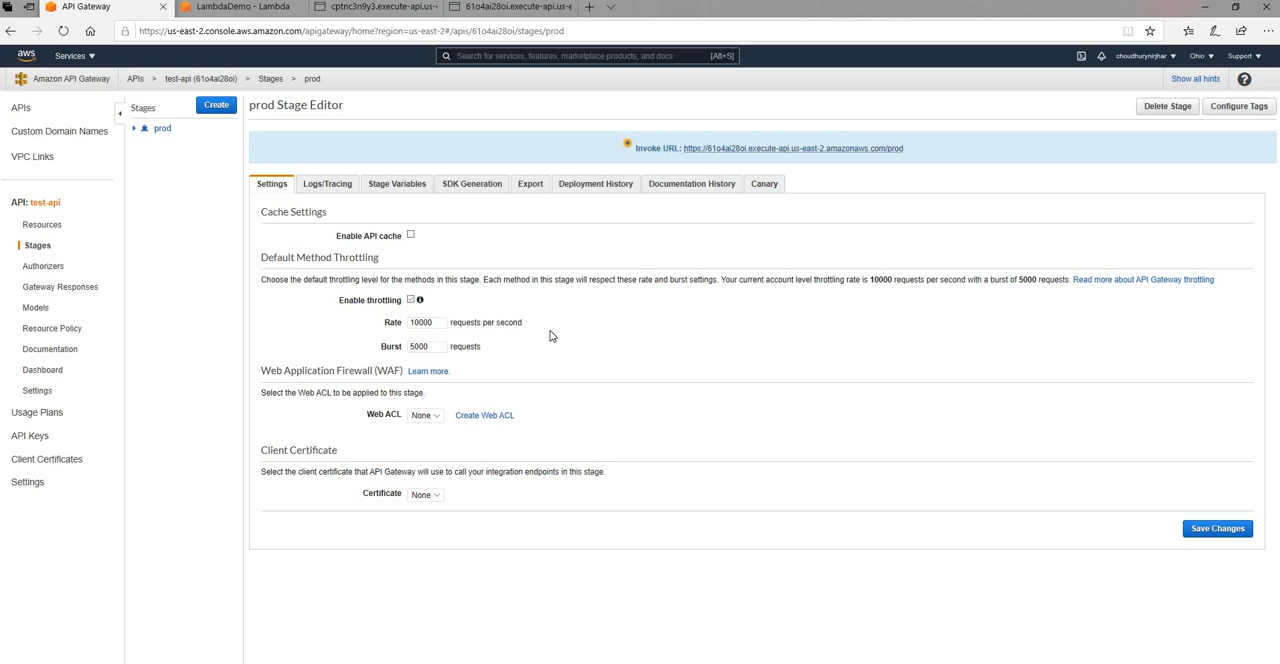 API Gateway
LambdaDemo - Lambda
cptnc3n9y3.execute-api.us-
61o4ai28oi.execute-api.us-e
https://us-east-2.console.aws.amazon.com/apigateway/home?region=us-east-2#/apis/61o4ai28oi/stages/prod
aws Services
Search for services, features, marketplace products, and docs [Alt+S]
choudhurynirjhar Ohio Support
Amazon API Gateway APIs > test-api (61o4ai28oi) > Stages > prod Show all hints ?
APIs
Custom Domain Names
VPC Links
API: test-api
Resources
Stages
Authorizers
Gateway Responses
Models
Resource Policy
Documentation
Dashboard
Settings
Usage Plans
API Keys
Client Certificates
Settings
Stages Create
prod
prod Stage Editor Delete Stage Configure Tags
Invoke URL: https://61o4ai28oi.execute-api.us-east-2.amazonaws.com/prod
Settings Logs/Tracing Stage Variables SDK Generation Export Deployment History Documentation History Canary
Cache Settings
Enable API cache
Default Method Throttling
Choose the default throttling level for the methods in this stage. Each method in this stage will respect these rate and burst settings. Your current account level throttling rate is 10000 requests per second with a burst of 5000 requests. Read more about API Gateway throttling
Enable throttling
Rate 10000 requests per second
Burst 5000 requests
Web Application Firewall (WAF) Learn more.
Select the Web ACL to be applied to this stage.
Web ACL None Create Web ACL
Client Certificate
Select the client certificate that API Gateway will use to call your integration endpoints in this stage.
Certificate None
Save Changes